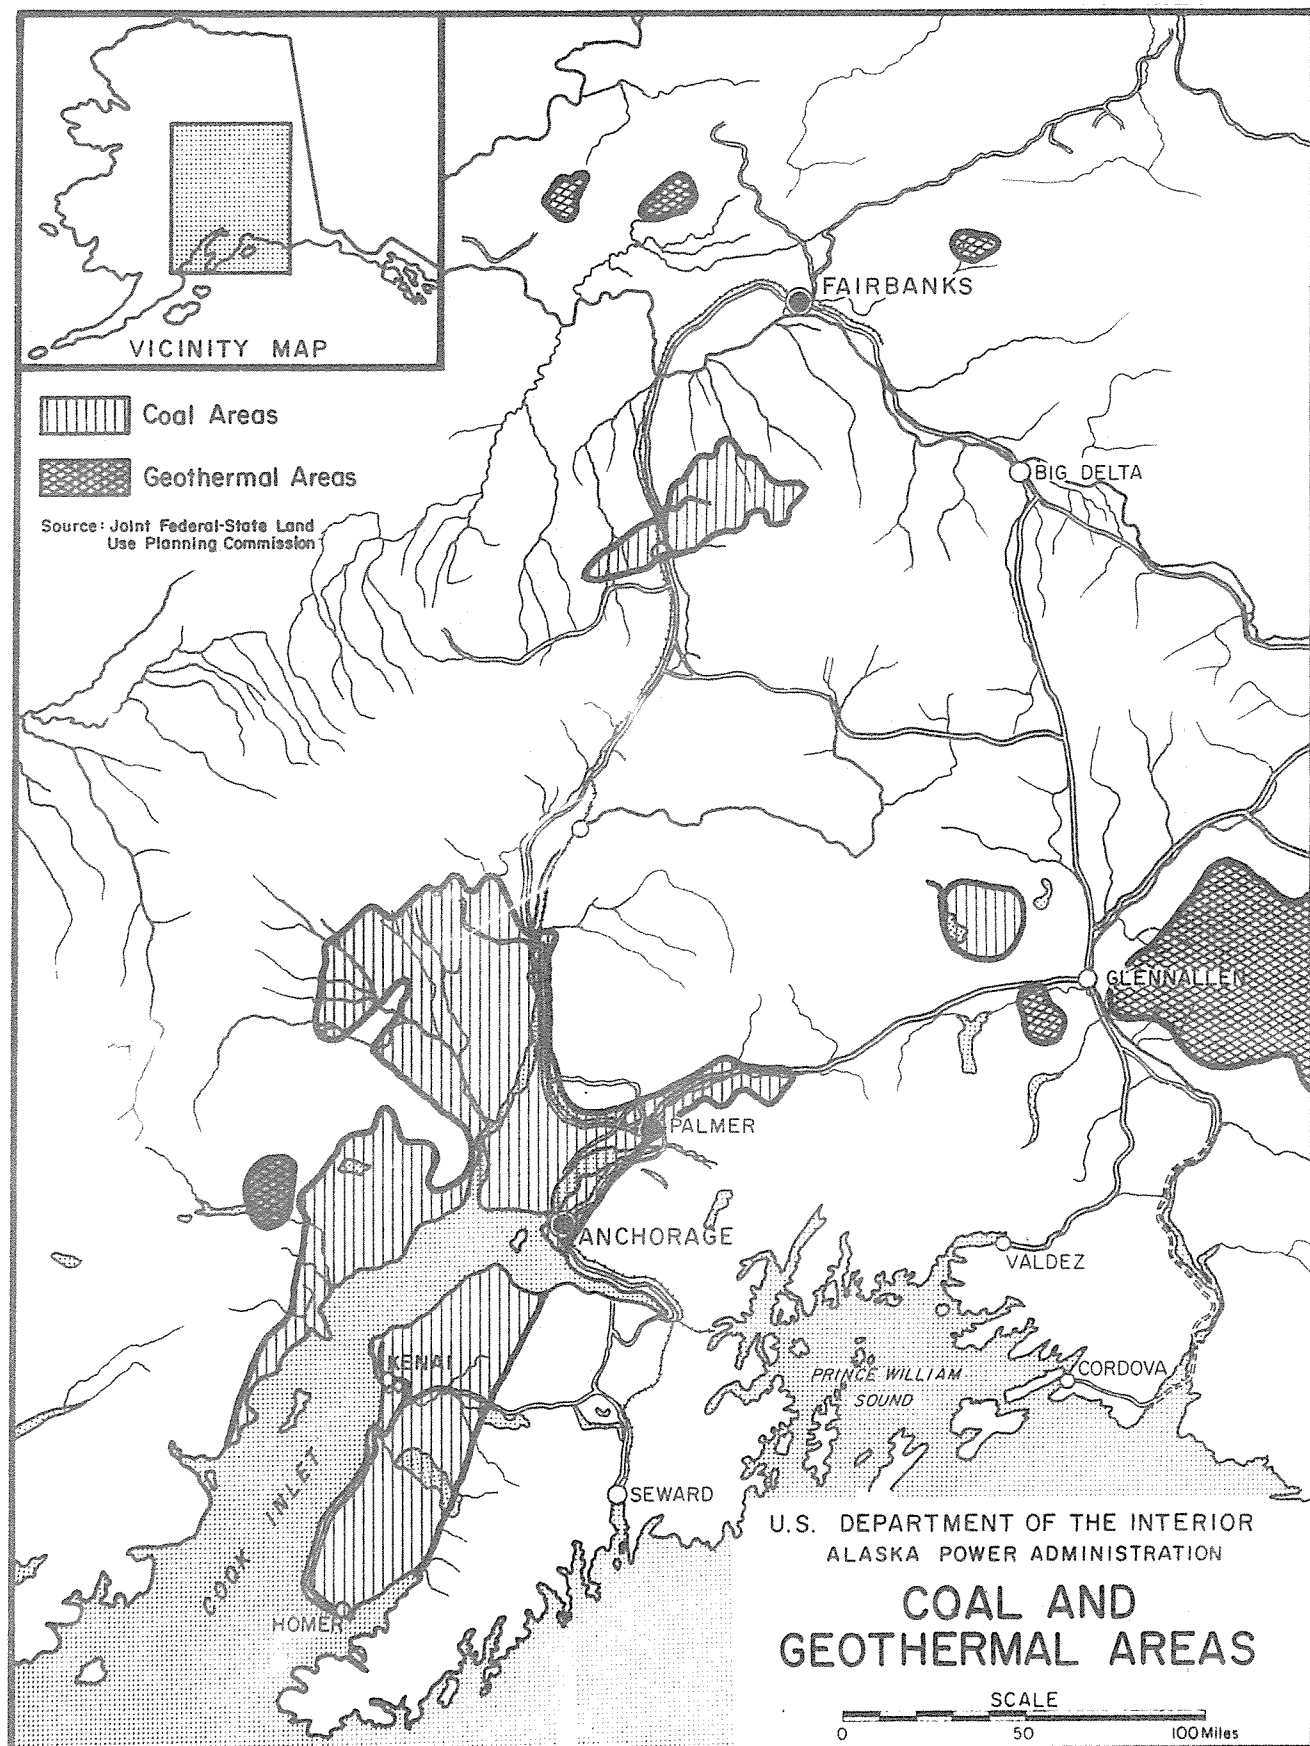 VICINITY MAP
Coal Areas
Geothermal Areas
Source: Joint Federal-State Land
Use Planning Commission
FAIRBANKS
BIG DELTA
GLENNALLEN
PALMER
ANCHORAGE
VALDEZ
KENAI
PRINCE WILLIAM
SOUND
CORDOVA
COOK INLET
SEWARD
HOMER
U.S. DEPARTMENT OF THE INTERIOR
ALASKA POWER ADMINISTRATION
COAL AND
GEOTHERMAL AREAS
SCALE
0 50 100 Miles